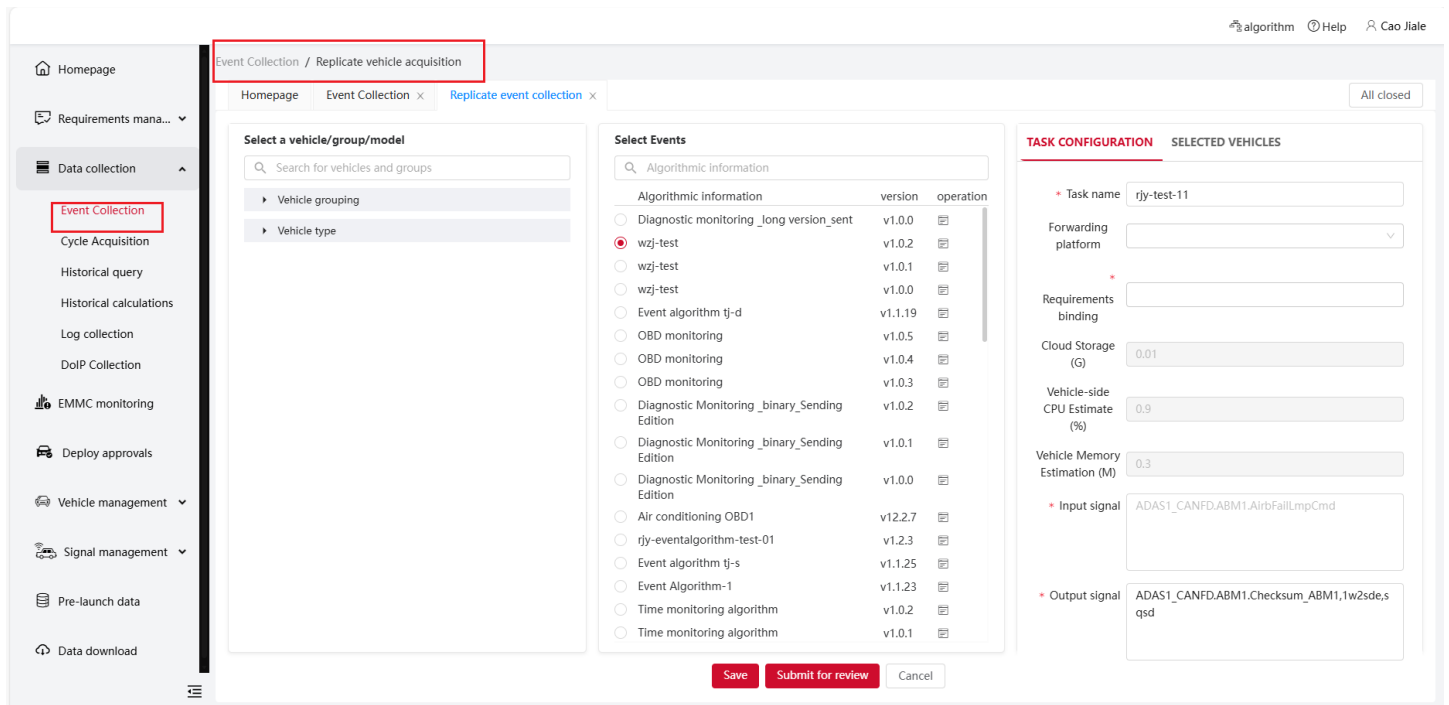 algorithm Help Cao Jiale
Homepage
Requirements mana...
Data collection
Event Collection
Cycle Acquisition
Historical query
Historical calculations
Log collection
DoIP Collection
EMMC monitoring
Deploy approvals
Vehicle management
Signal management
Pre-launch data
Data download
Event Collection / Replicate vehicle acquisition
Homepage Event Collection × Replicate event collection × All closed
Select a vehicle/group/model
Search for vehicles and groups
Vehicle grouping
Vehicle type
Select Events
Algorithmic information
Algorithmic information version operation
Diagnostic monitoring _long version_sent v1.0.0
wzj-test v1.0.2
wzj-test v1.0.1
wzj-test v1.0.0
Event algorithm tj-d v1.1.19
OBD monitoring v1.0.5
OBD monitoring v1.0.4
OBD monitoring v1.0.3
Diagnostic Monitoring _binary_Sending v1.0.2
Edition
Diagnostic Monitoring _binary_Sending v1.0.1
Edition
Diagnostic Monitoring _binary_Sending v1.0.0
Edition
Air conditioning OBD1 v12.2.7
rjy-eventalgorithm-test-01 v1.2.3
Event algorithm tj-s v1.1.25
Event Algorithm-1 v1.1.23
Time monitoring algorithm v1.0.2
Time monitoring algorithm v1.0.1
TASK CONFIGURATION SELECTED VEHICLES
* Task name rjy-test-11
Forwarding
platform
*
Requirements
binding
Cloud Storage
(G) 0.01
Vehicle-side
CPU Estimate 0.9
(%)
Vehicle Memory
Estimation (M) 0.3
* Input signal ADAS1_CANFD.ABM1.AirbFailLmpCmd
* Output signal ADAS1_CANFD.ABM1.Checksum_ABM1,1w2sde,s
qsd
Save Submit for review Cancel